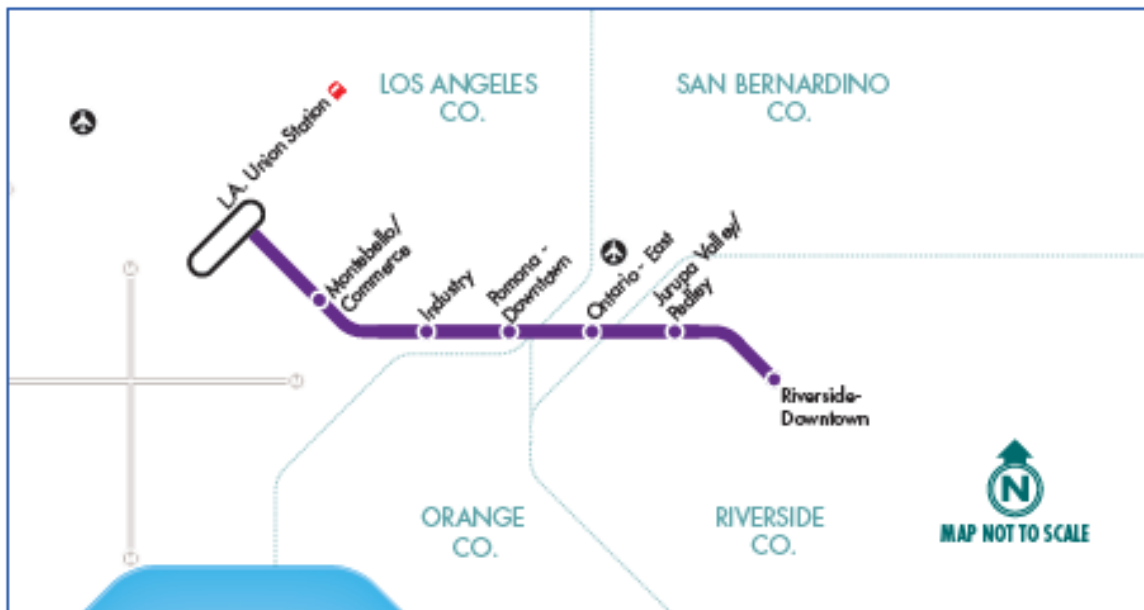 LOS ANGELES
CO.
SAN BERNARDINO
CO.
L.A. Union Station
Montebello/
Commerce
Industry
Pomona -
Downtown
Ontario - East
Jurupa Valley/
Pedley
Riverside-
Downtown
ORANGE
CO.
RIVERSIDE
CO.
N
MAP NOT TO SCALE